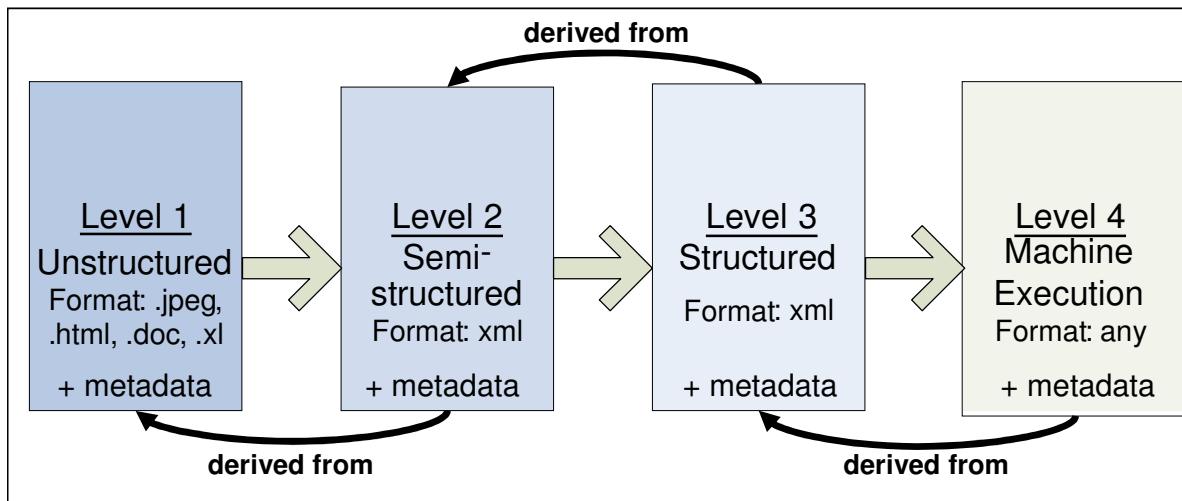 derived from
Level 1
Unstructured
Format: .jpeg,
.html, .doc, .xl
+ metadata
Level 2
Semi-
structured
Format: xml
+ metadata
Level 3
Structured
Format: xml
+ metadata
Level 4
Machine
Execution
Format: any
+ metadata
derived from
derived from